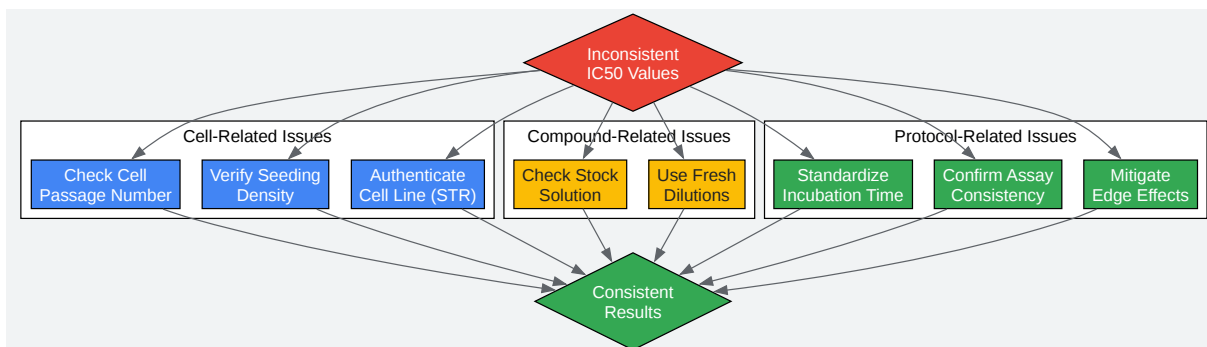 Inconsistent
IC50 Values
Cell-Related Issues
Compound-Related Issues
Protocol-Related Issues
Check Cell
Passage Number
Verify Seeding
Density
Authenticate
Cell Line (STR)
Check Stock
Solution
Use Fresh
Dilutions
Standardize
Incubation Time
Confirm Assay
Consistency
Mitigate
Edge Effects
Consistent
Results